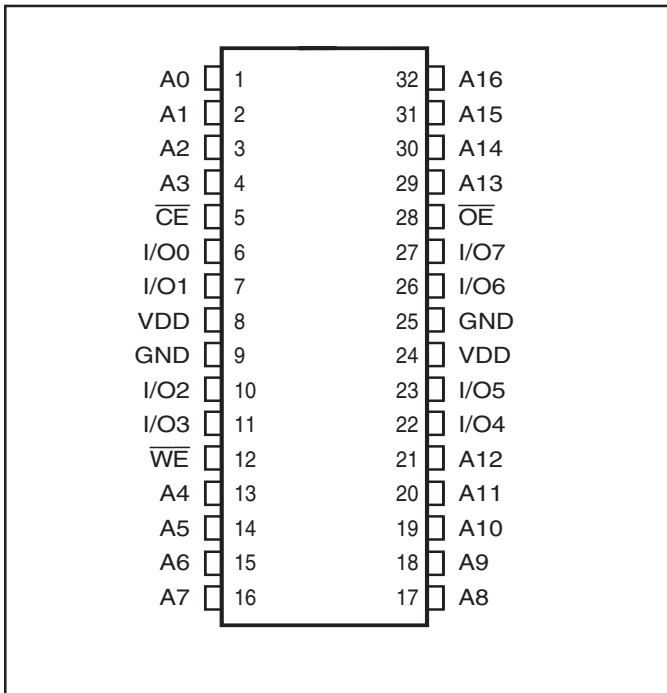 A0 1 32 A16
A1 2 31 A15
A2 3 30 A14
A3 4 29 A13
C̅E̅ 5 28 O̅E̅
I/O0 6 27 I/O7
I/O1 7 26 I/O6
VDD 8 25 GND
GND 9 24 VDD
I/O2 10 23 I/O5
I/O3 11 22 I/O4
W̅E̅ 12 21 A12
A4 13 20 A11
A5 14 19 A10
A6 15 18 A9
A7 16 17 A8